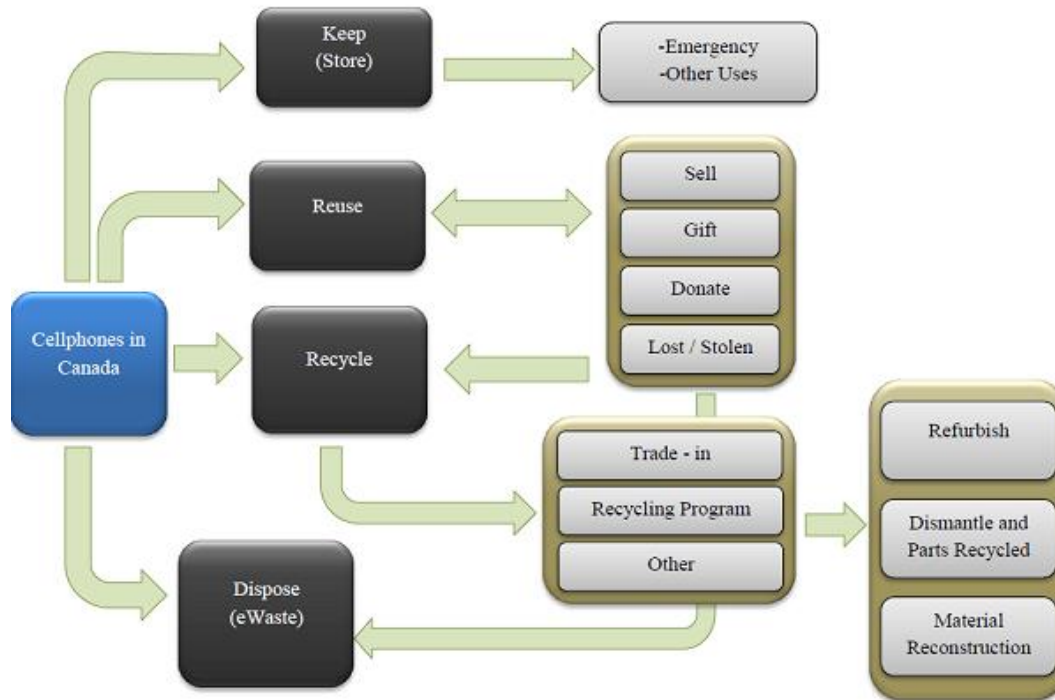 Keep
(Store)
-Emergency
-Other Uses
Reuse
Sell
Gift
Donate
Lost / Stolen
Cellphones in
Canada
Recycle
Trade - in
Recycling Program
Other
Refurbish
Dismantle and
Parts Recycled
Material
Reconstruction
Dispose
(eWaste)